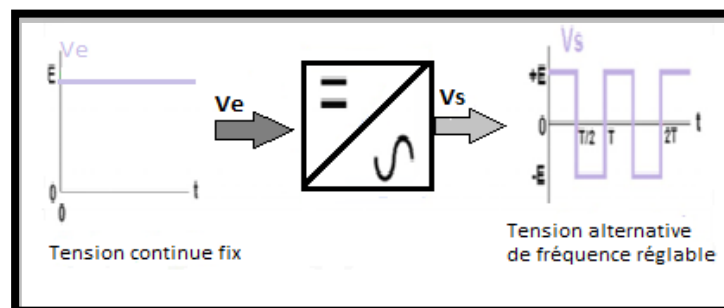 Ve
E
0
0
t
Tension continue fix
Ve
Vs
Vs
+E
0
-E
T/2
T
2T
t
Tension alternative
de fréquence réglable